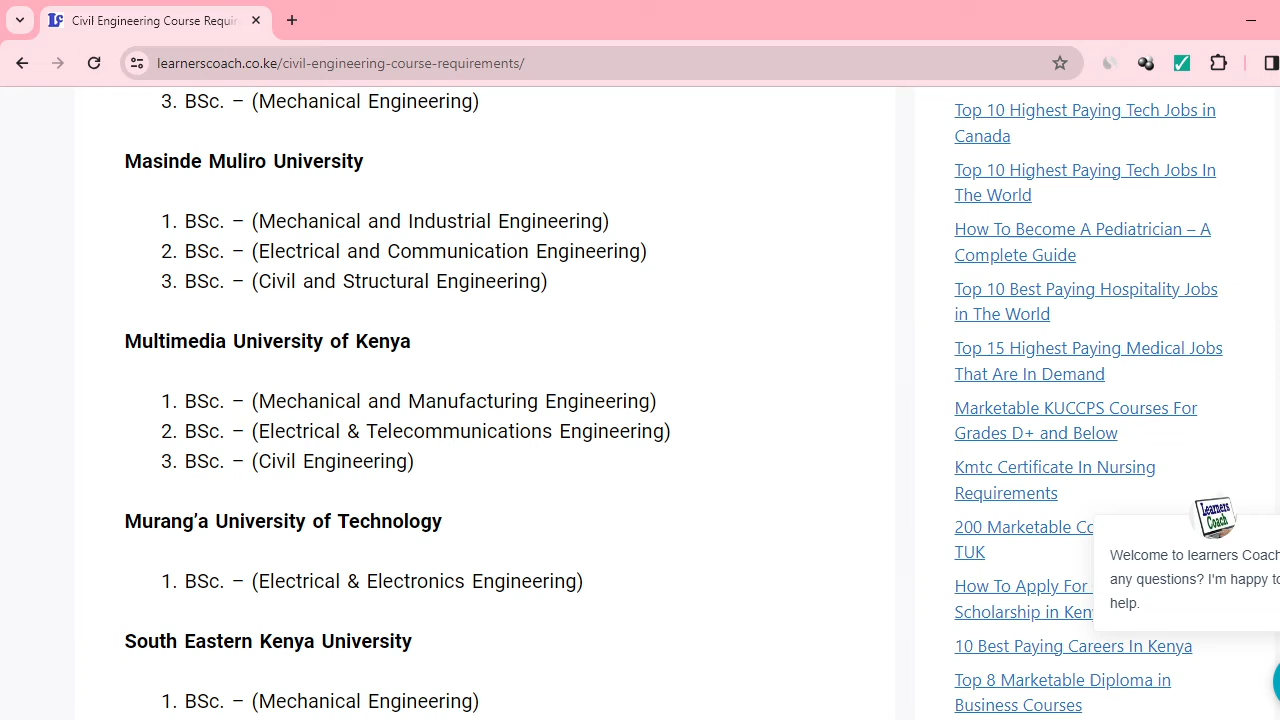 Civil Engineering Course Requir
learnerscoach.co.ke/civil-engineering-course-requirements/
3. BSc. – (Mechanical Engineering)
Masinde Muliro University
1. BSc. – (Mechanical and Industrial Engineering)
2. BSc. – (Electrical and Communication Engineering)
3. BSc. – (Civil and Structural Engineering)
Multimedia University of Kenya
1. BSc. – (Mechanical and Manufacturing Engineering)
2. BSc. – (Electrical & Telecommunications Engineering)
3. BSc. – (Civil Engineering)
Murang’a University of Technology
1. BSc. – (Electrical & Electronics Engineering)
South Eastern Kenya University
1. BSc. – (Mechanical Engineering)
Top 10 Highest Paying Tech Jobs in
Canada
Top 10 Highest Paying Tech Jobs In
The World
How To Become A Pediatrician – A
Complete Guide
Top 10 Best Paying Hospitality Jobs
in The World
Top 15 Highest Paying Medical Jobs
That Are In Demand
Marketable KUCCPS Courses For
Grades D+ and Below
Kmtc Certificate In Nursing
Requirements
200 Marketable Co
TUK
How To Apply For
Scholarship in Ken
10 Best Paying Careers In Kenya
Top 8 Marketable Diploma in
Business Courses
Learners
Coach
Welcome to learners Coach
any questions? I'm happy to
help.